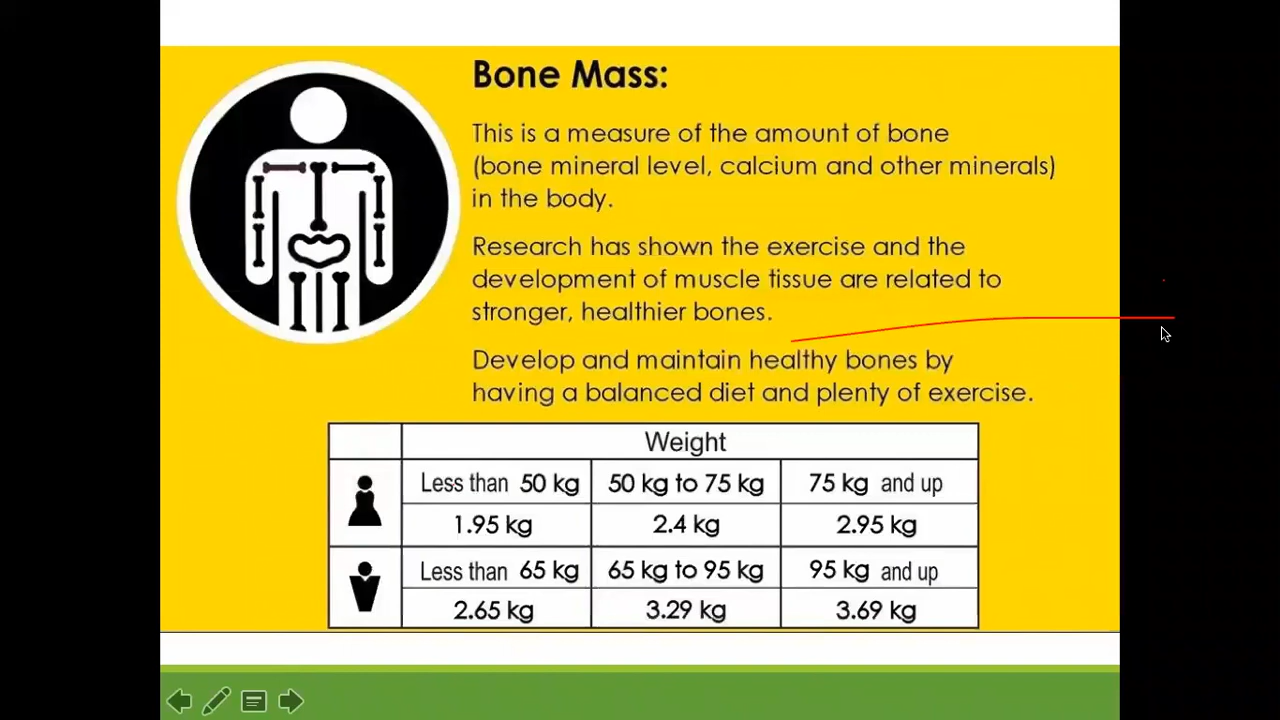 Bone Mass:
This is a measure of the amount of bone
(bone mineral level, calcium and other minerals)
in the body.
Research has shown the exercise and the
development of muscle tissue are related to
stronger, healthier bones.
Develop and maintain healthy bones by
having a balanced diet and plenty of exercise.
Weight
Less than 50 kg 50 kg to 75 kg 75 kg and up
1.95 kg 2.4 kg 2.95 kg
Less than 65 kg 65 kg to 95 kg 95 kg and up
2.65 kg 3.29 kg 3.69 kg